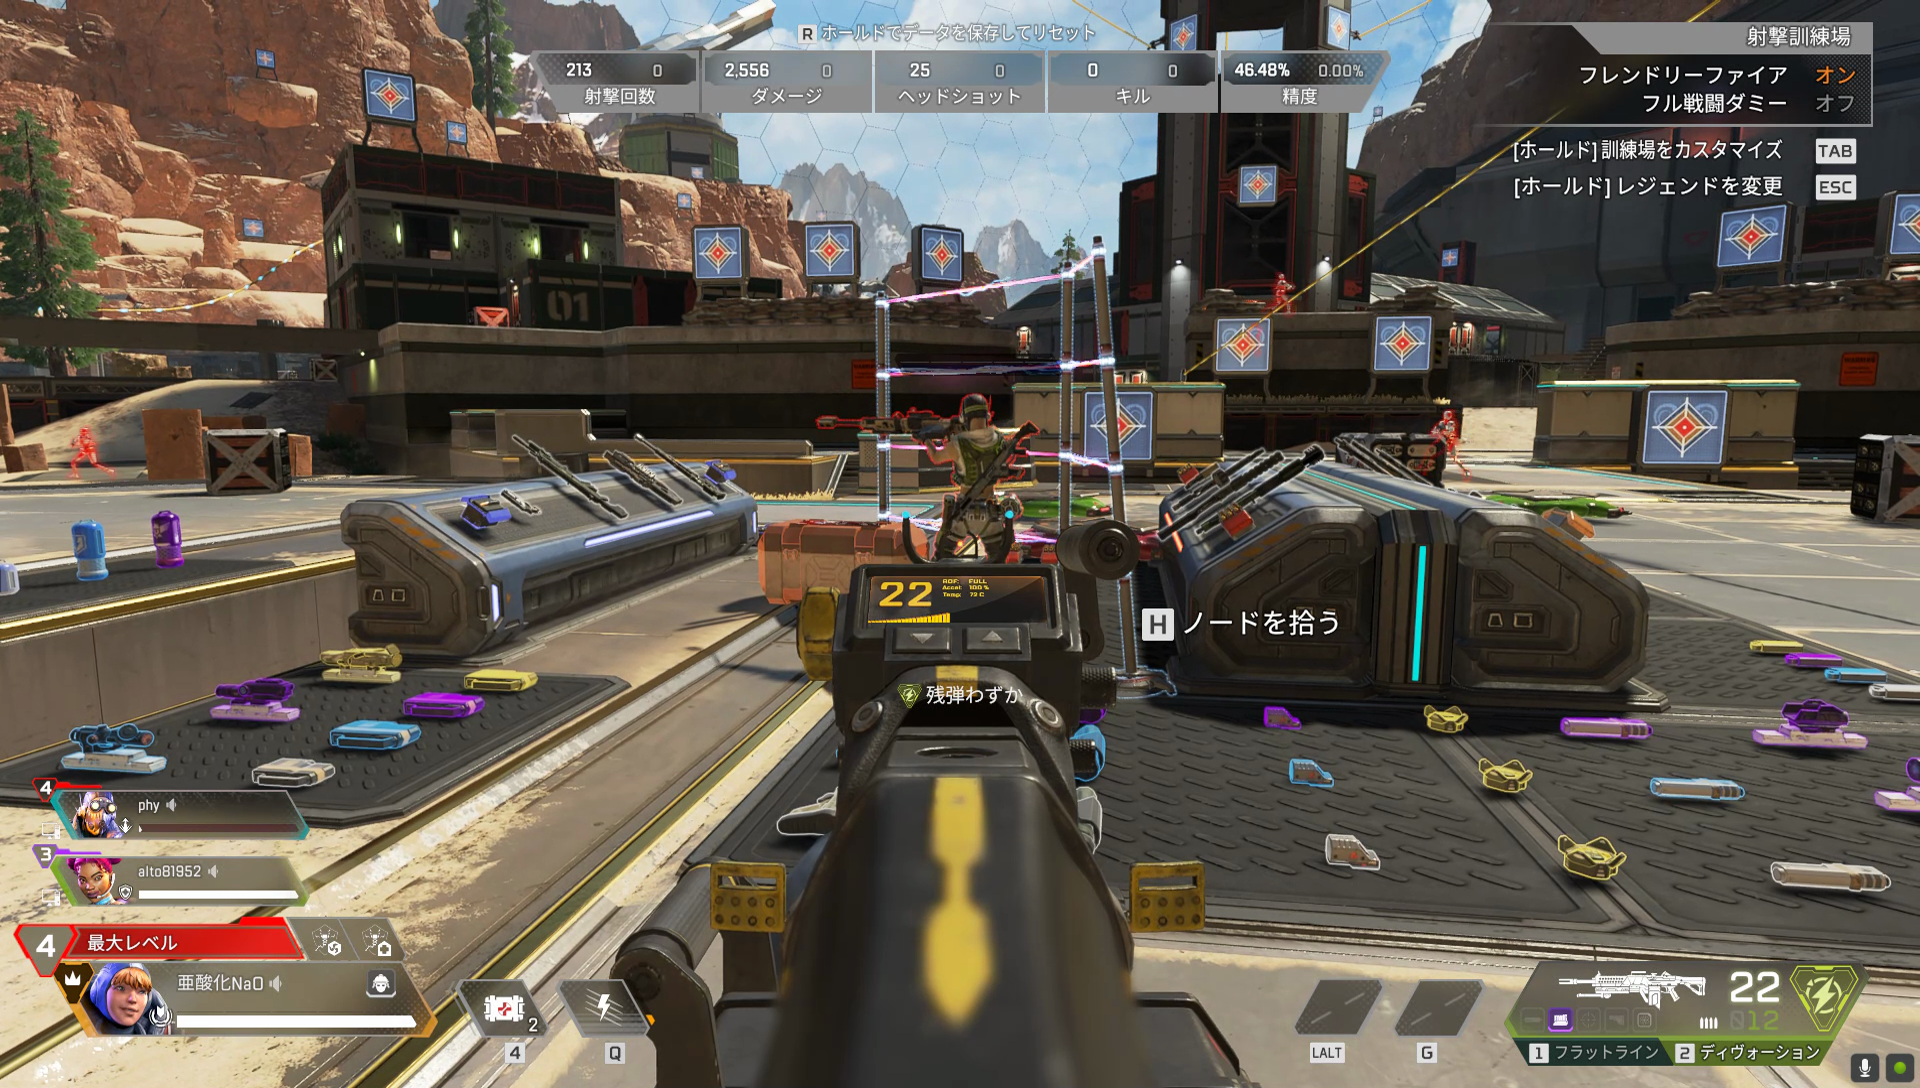 R ホールドでデータを保存してリセット
213 0
射撃回数
2,556 0
ダメージ
25 0
ヘッドショット
0 0
キル
46.48% 0.00%
精度
射撃訓練場
フレンドリーファイア オン
フル戦闘ダミー オフ
[ホールド] 訓練場をカスタマイズ TAB
[ホールド] レジェンドを変更 ESC
01
22
ADF: FULL
Accel: 100 %
Temp: 72 C
H ノードを拾う
残弾わずか
4
phy
3
alto81952
4 最大レベル
亜酸化NaO
2
4
Q
LALT
G
22
012
1 フラットライン
2 ディヴォーション